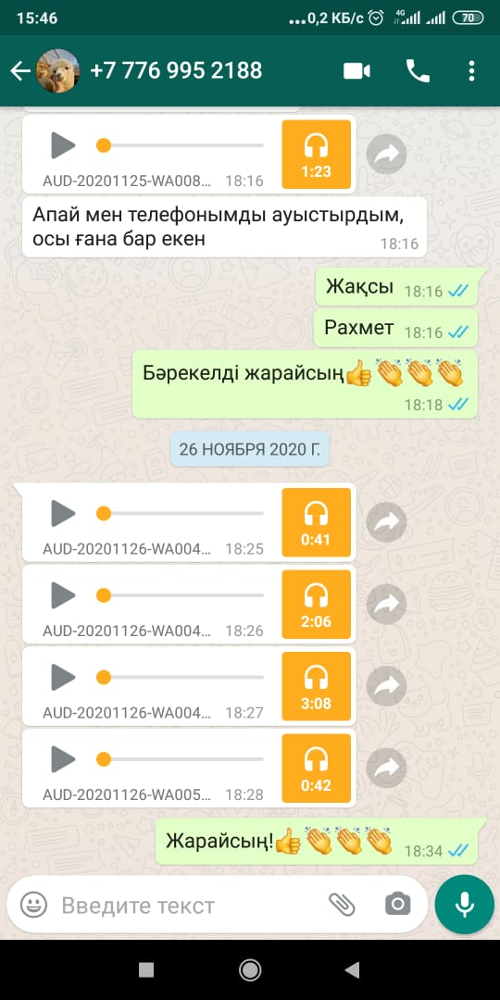 15:46
...0,2 КБ/с 4G 70
+7 776 995 2188
1:23
AUD-20201125-WA008... 18:16
Апай мен телефонымды ауыстырдым,
осы ғана бар екен
18:16
Жақсы 18:16
Рахмет 18:16
Бәрекелді жарайсың👍👏👏👏
18:18
26 НОЯБРЯ 2020 Г.
0:41
AUD-20201126-WA004... 18:25
2:06
AUD-20201126-WA004... 18:26
3:08
AUD-20201126-WA004... 18:27
0:42
AUD-20201126-WA005... 18:28
Жарайсың!👍👏👏👏 18:34
Введите текст